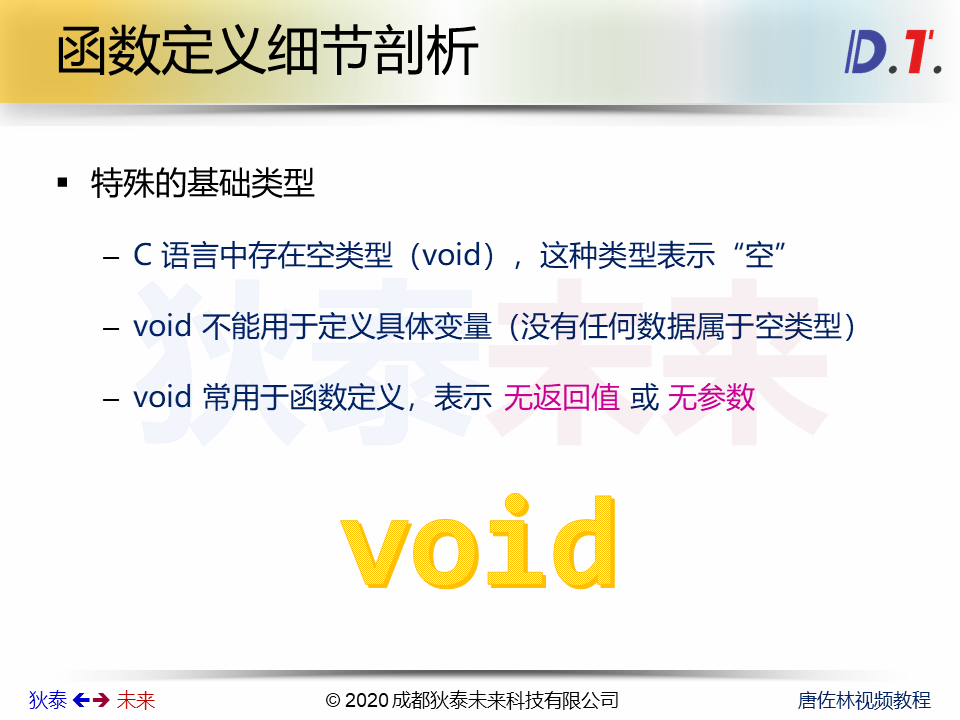 函数定义细节剖析
D.T.
▪ 特殊的基础类型
– C 语言中存在空类型（void），这种类型表示“空”
– void 不能用于定义具体变量（没有任何数据属于空类型）
– void 常用于函数定义，表示 无返回值 或 无参数
狄泰未来
void
狄泰 未来
© 2020 成都狄泰未来科技有限公司
唐佐林视频教程